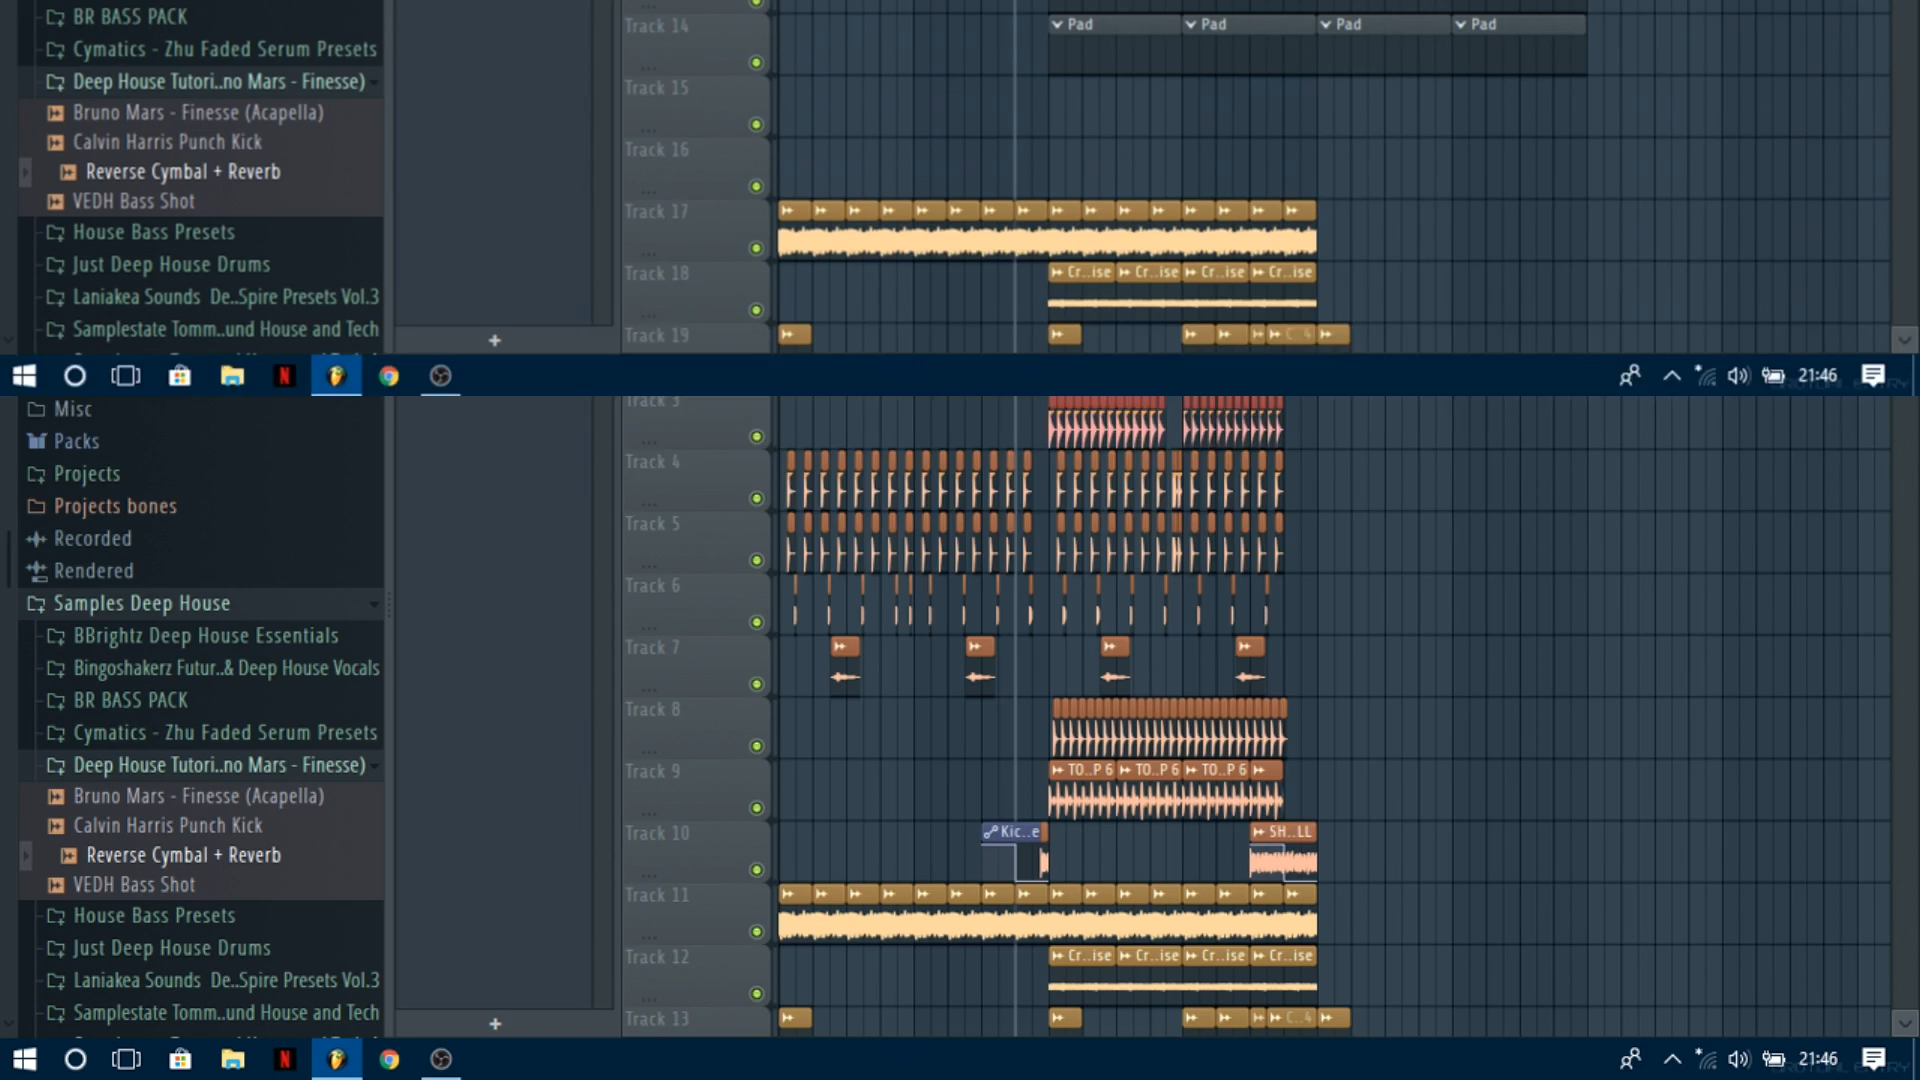 BR BASS PACK
Cymatics - Zhu Faded Serum Presets
Deep House Tutori..no Mars - Finesse)
Bruno Mars - Finesse (Acapella)
Calvin Harris Punch Kick
Reverse Cymbal + Reverb
VEDH Bass Shot
House Bass Presets
Just Deep House Drums
Laniakea Sounds De..Spire Presets Vol.3
Samplestate Tomm..und House and Tech
+
Track 14
Pad Pad Pad Pad
Track 15
Track 16
Track 17
Track 18
Cr..ise Cr..ise Cr..ise Cr..ise
Track 19
C..4
21:46
Misc
Packs
Projects
Projects bones
Recorded
Rendered
Samples Deep House
BBrightz Deep House Essentials
Bingoshakerz Futur..& Deep House Vocals
BR BASS PACK
Cymatics - Zhu Faded Serum Presets
Deep House Tutori..no Mars - Finesse)
Bruno Mars - Finesse (Acapella)
Calvin Harris Punch Kick
Reverse Cymbal + Reverb
VEDH Bass Shot
House Bass Presets
Just Deep House Drums
Laniakea Sounds De..Spire Presets Vol.3
Samplestate Tomm..und House and Tech
+
Track 3
Track 4
Track 5
Track 6
Track 7
Track 8
Track 9
TO..P 6 TO..P 6 TO..P 6
Track 10
Kic..e SH..LL
Track 11
Track 12
Cr..ise Cr..ise Cr..ise Cr..ise
Track 13
C..4
21:46